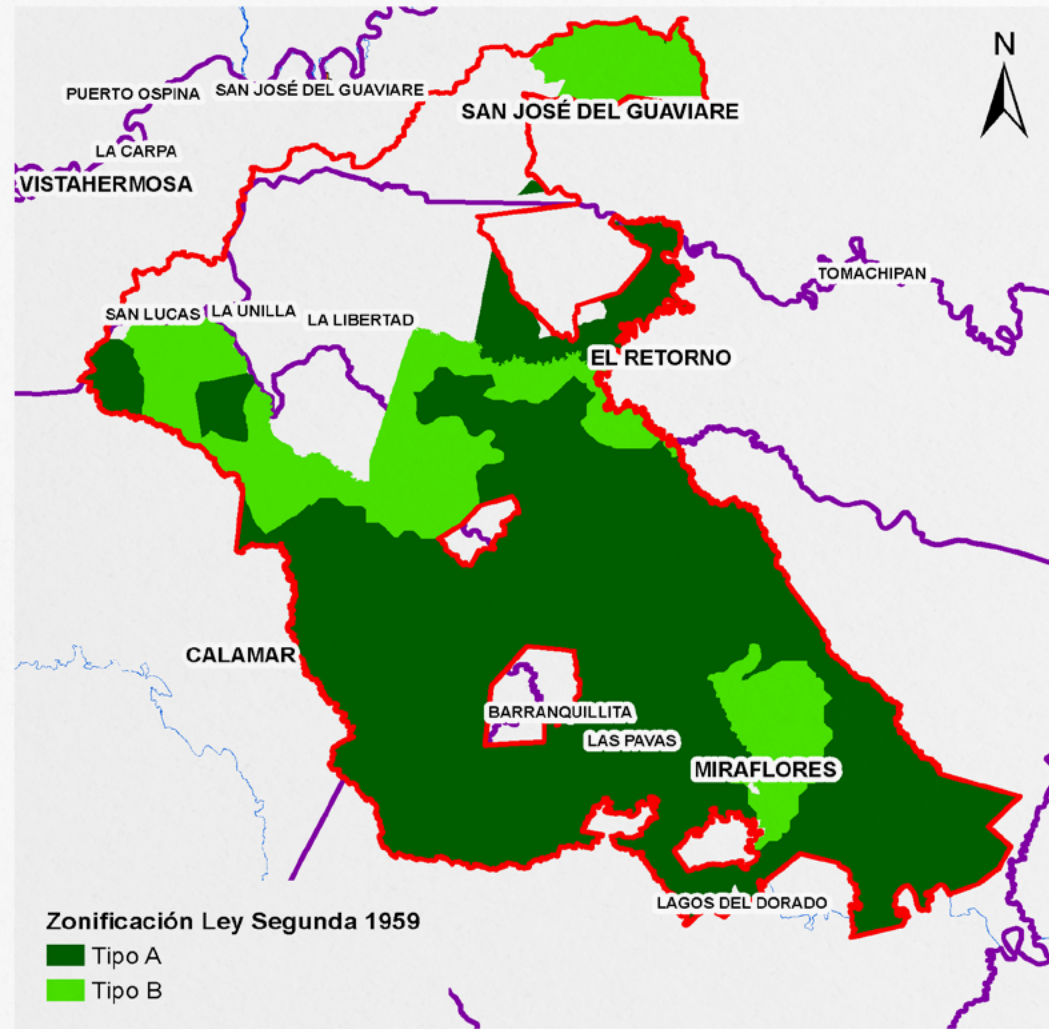 N
PUERTO OSPINA
SAN JOSÉ DEL GUAVIARE
SAN JOSÉ DEL GUAVIARE
LA CARPA
VISTAHERMOSA
TOMACHIPAN
SAN LUCAS
LA UNILLA
LA LIBERTAD
EL RETORNO
CALAMAR
BARRANQUILLITA
LAS PAVAS
MIRAFLORES
LAGOS DEL DORADO
Zonificación Ley Segunda 1959
Tipo A
Tipo B